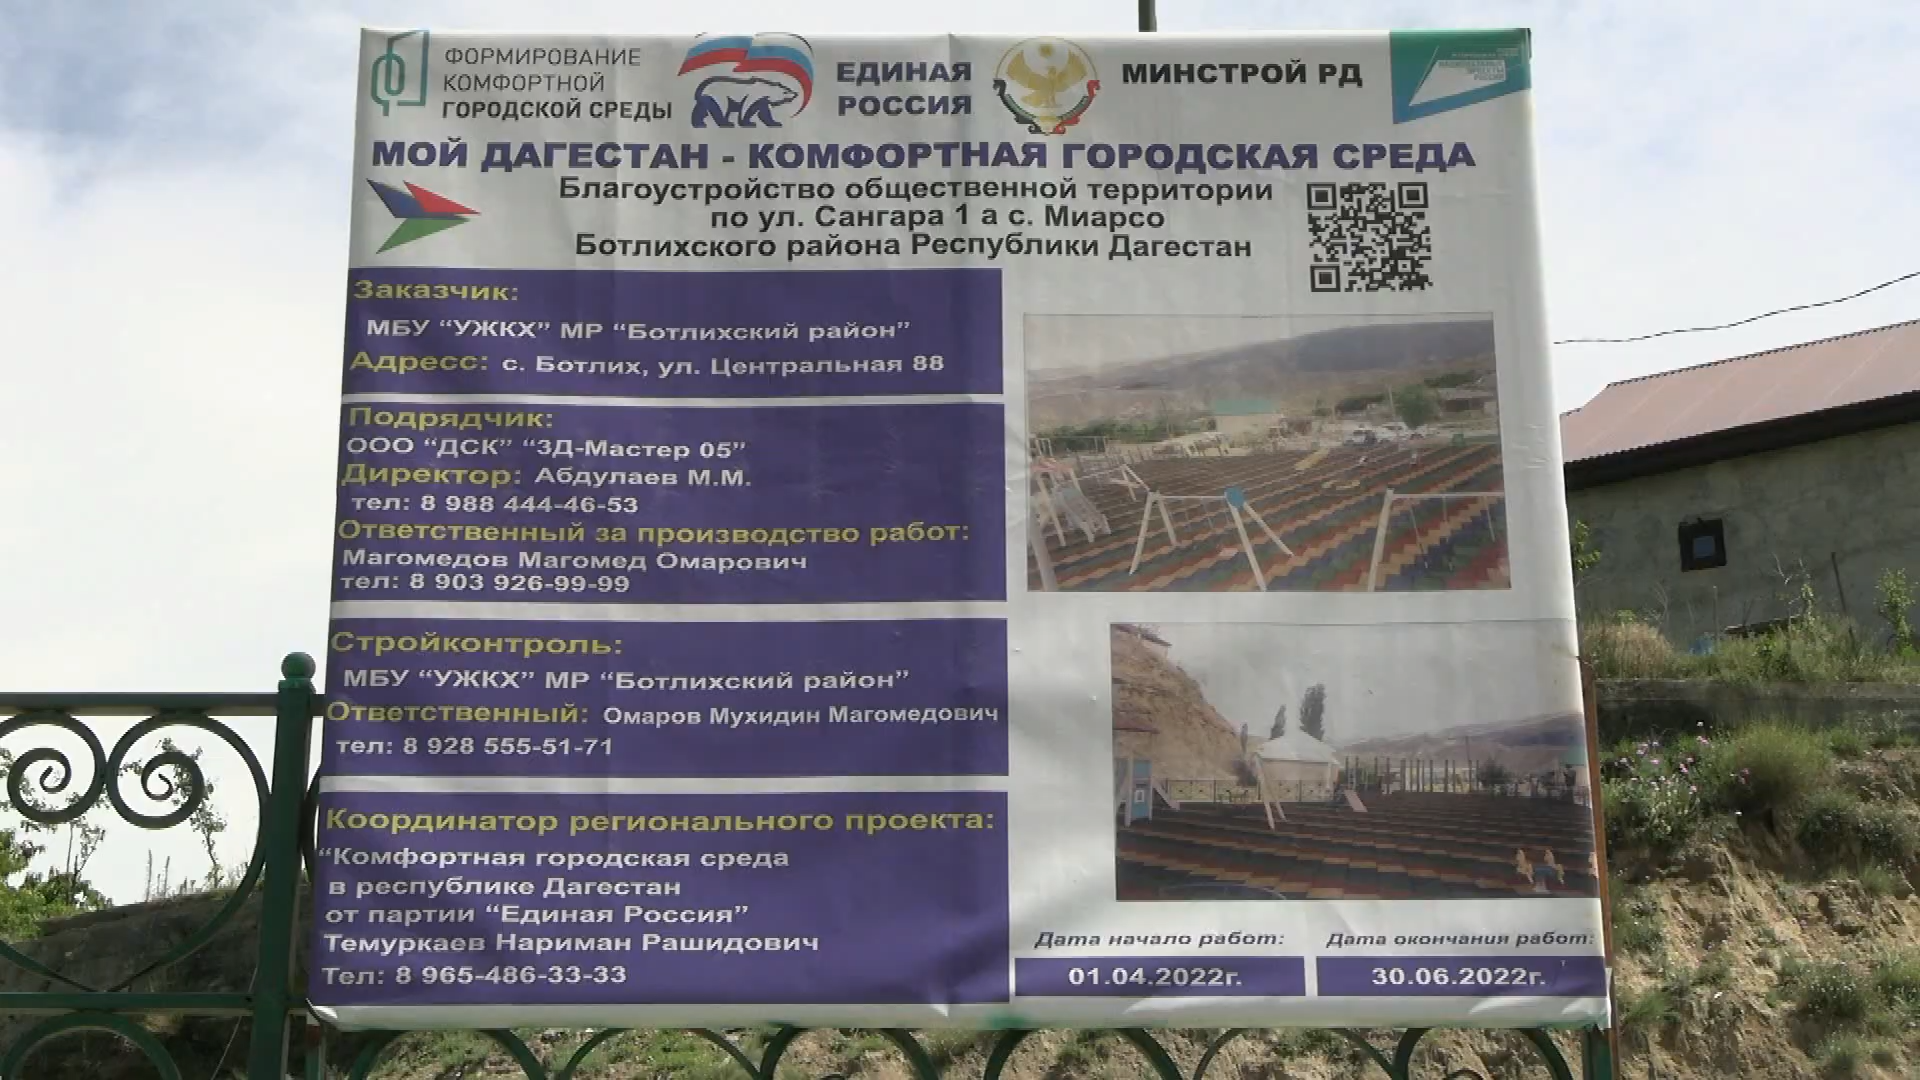 ФОРМИРОВАНИЕ
КОМФОРТНОЙ
ГОРОДСКОЙ СРЕДЫ
ЕДИНАЯ
РОССИЯ
МИНСТРОЙ РД
НАЦИОНАЛЬНЫЕ
ПРОЕКТЫ
РОССИИ
МОЙ ДАГЕСТАН - КОМФОРТНАЯ ГОРОДСКАЯ СРЕДА
Благоустройство общественной территории
по ул. Сангара 1 а с. Миарсо
Ботлихского района Республики Дагестан
Заказчик:
МБУ “УЖКХ” МР “Ботлихский район”
Адресс: с. Ботлих, ул. Центральная 88
Подрядчик:
ООО “ДСК” “ЗД-Мастер 05”
Директор: Абдулаев М.М.
тел: 8 988 444-46-53
Ответственный за производство работ:
Магомедов Магомед Омарович
тел: 8 903 926-99-99
Стройконтроль:
МБУ “УЖКХ” МР “Ботлихский район”
Ответственный: Омаров Мухидин Магомедович
тел: 8 928 555-51-71
Координатор регионального проекта:
“Комфортная городская среда
в республике Дагестан
от партии “Единая Россия”
Темуркаев Нариман Рашидович
Тел: 8 965-486-33-33
Дата начало работ:
01.04.2022г.
Дата окончания работ:
30.06.2022г.